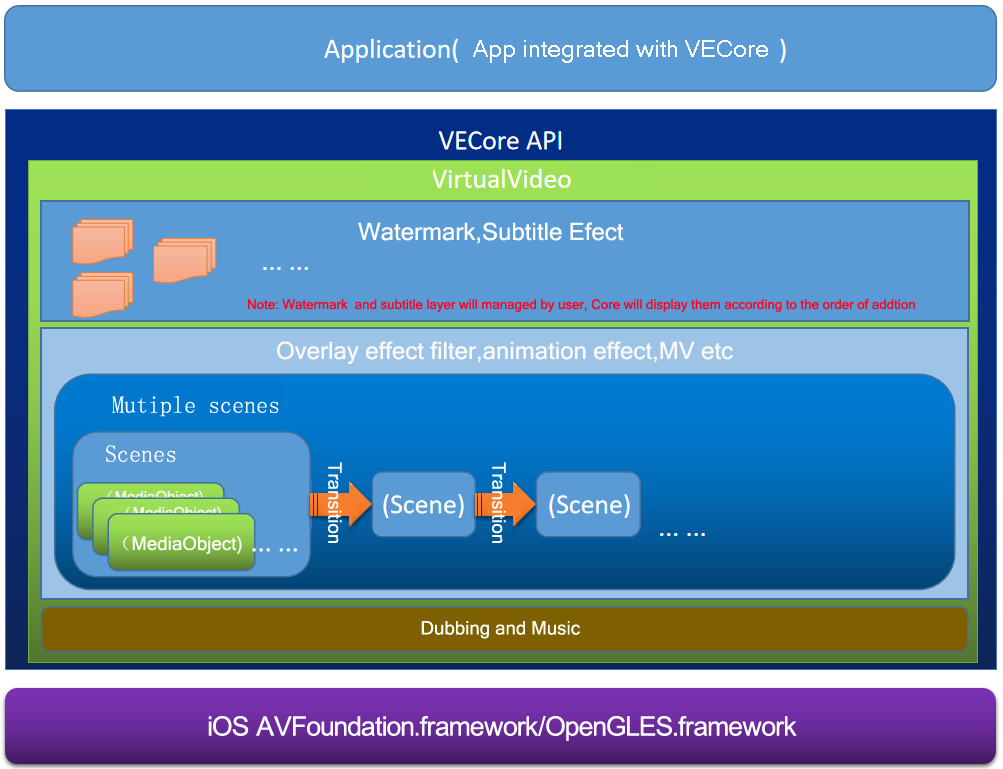 Application( App integrated with VECore )
VECore API
VirtualVideo
Watermark,Subtitle Efect
... ...
Note: Watermark and subtitle layer will managed by user, Core will display them according to the order of addtion
Overlay effect filter,animation effect,MV etc
Mutiple scenes
Scenes
（MediaObject)
（MediaObject)
（MediaObject)
... ...
Transition
(Scene)
Transition
(Scene)
... ...
Dubbing and Music
iOS AVFoundation.framework/OpenGLES.framework